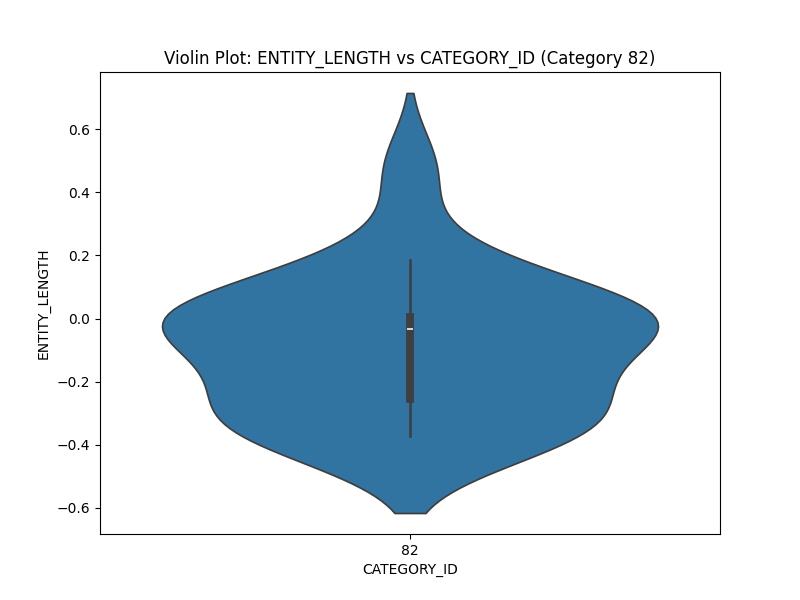 Violin Plot: ENTITY_LENGTH vs CATEGORY_ID (Category 82)
0.6
0.4
0.2
0.0
−0.2
−0.4
−0.6
ENTITY_LENGTH
82
CATEGORY_ID